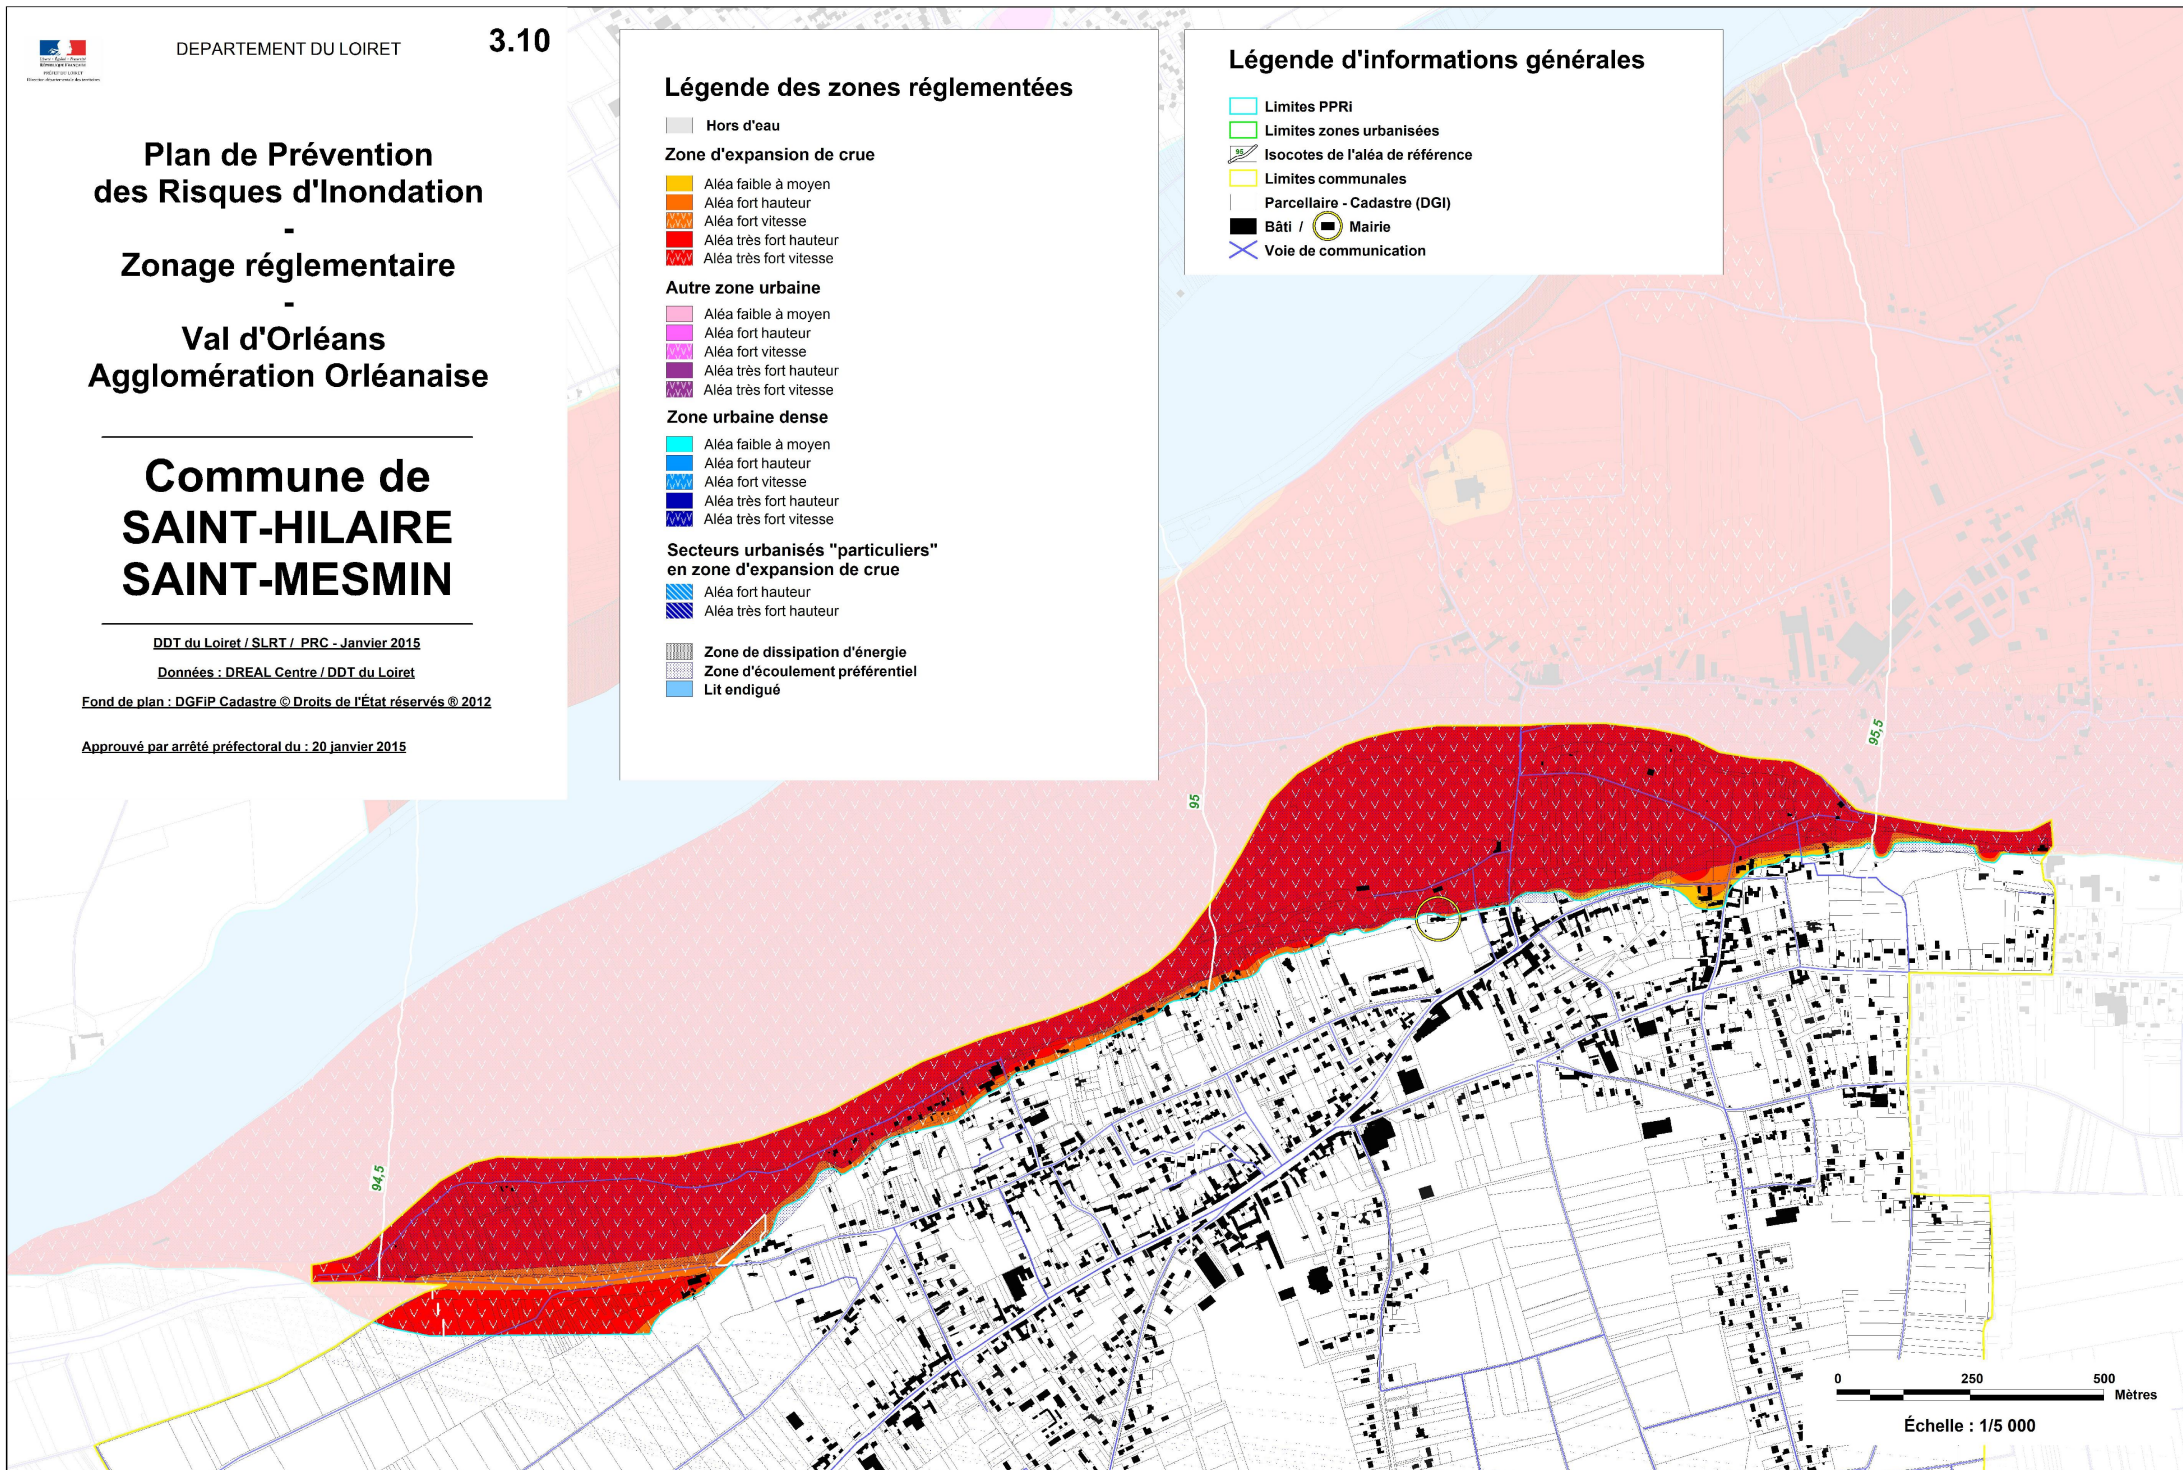 DEPARTEMENT DU LOIRET
3.10
RÉPUBLIQUE FRANÇAISE
PRÉFET DU LOIRET
Plan de Prévention
des Risques d'Inondation
-
Zonage réglementaire
-
Val d'Orléans
Agglomération Orléanaise
Commune de
SAINT-HILAIRE
SAINT-MESMIN
DDT du Loiret / SLRT / PRC - Janvier 2015
Données : DREAL Centre / DDT du Loiret
Fond de plan : DGFiP Cadastre © Droits de l'État réservés ® 2012
Approuvé par arrêté préfectoral du : 20 janvier 2015
Légende des zones réglementées
Hors d'eau
Zone d'expansion de crue
Aléa faible à moyen
Aléa fort hauteur
Aléa fort vitesse
Aléa très fort hauteur
Aléa très fort vitesse
Autre zone urbaine
Aléa faible à moyen
Aléa fort hauteur
Aléa fort vitesse
Aléa très fort hauteur
Aléa très fort vitesse
Zone urbaine dense
Aléa faible à moyen
Aléa fort hauteur
Aléa fort vitesse
Aléa très fort hauteur
Aléa très fort vitesse
Secteurs urbanisés "particuliers"
en zone d'expansion de crue
Aléa fort hauteur
Aléa très fort hauteur
Zone de dissipation d'énergie
Zone d'écoulement préférentiel
Lit endigué
Légende d'informations générales
Limites PPRi
Limites zones urbanisées
95
Isocotes de l'aléa de référence
Limites communales
Parcellaire - Cadastre (DGI)
Bâti / Mairie
Voie de communication
95,5
95
94,5
0 250 500
Mètres
Échelle : 1/5 000